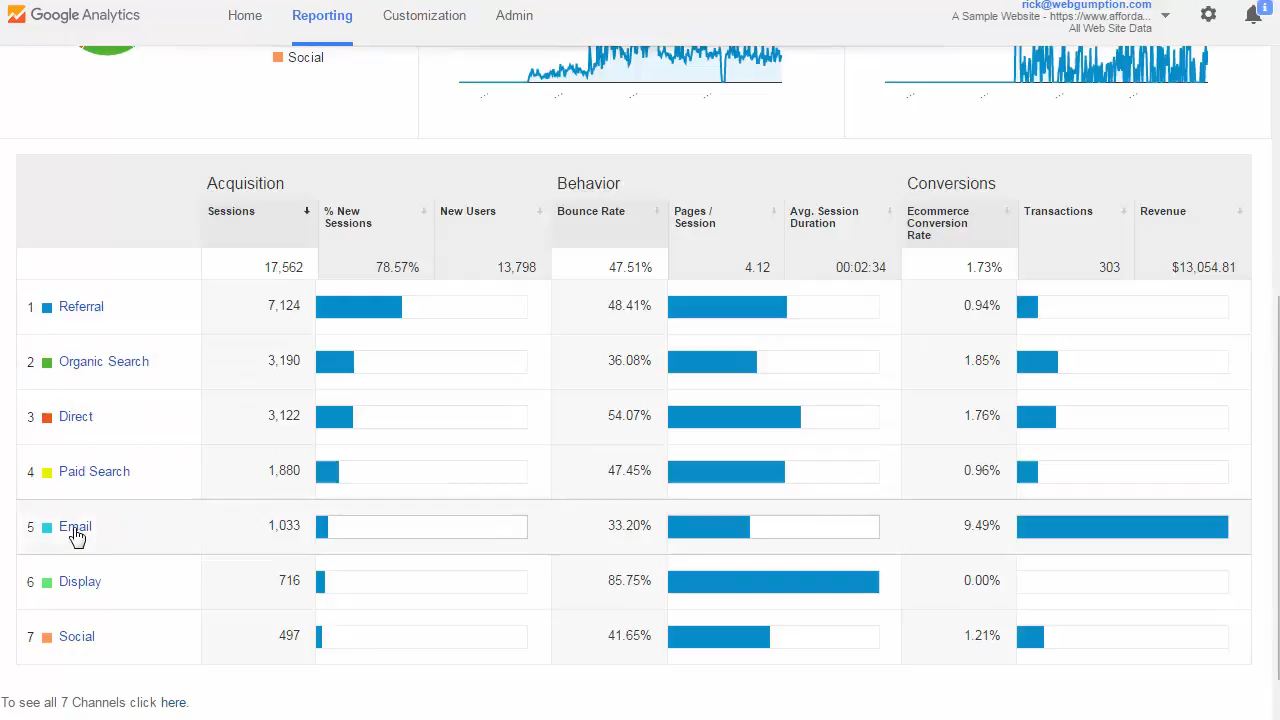 Google Analytics
Home
Reporting
Customization
Admin
rick@webgumption.com
A Sample Website - https://www.afforda...
All Web Site Data
i
Social
Acquisition
Behavior
Conversions
Sessions
% New
Sessions
New Users
Bounce Rate
Pages /
Session
Avg. Session
Duration
Ecommerce
Conversion
Rate
Transactions
Revenue
17,562
78.57%
13,798
47.51%
4.12
00:02:34
1.73%
303
$13,054.81
1 Referral 7,124 48.41% 0.94%
2 Organic Search 3,190 36.08% 1.85%
3 Direct 3,122 54.07% 1.76%
4 Paid Search 1,880 47.45% 0.96%
5 Email 1,033 33.20% 9.49%
6 Display 716 85.75% 0.00%
7 Social 497 41.65% 1.21%
To see all 7 Channels click here.